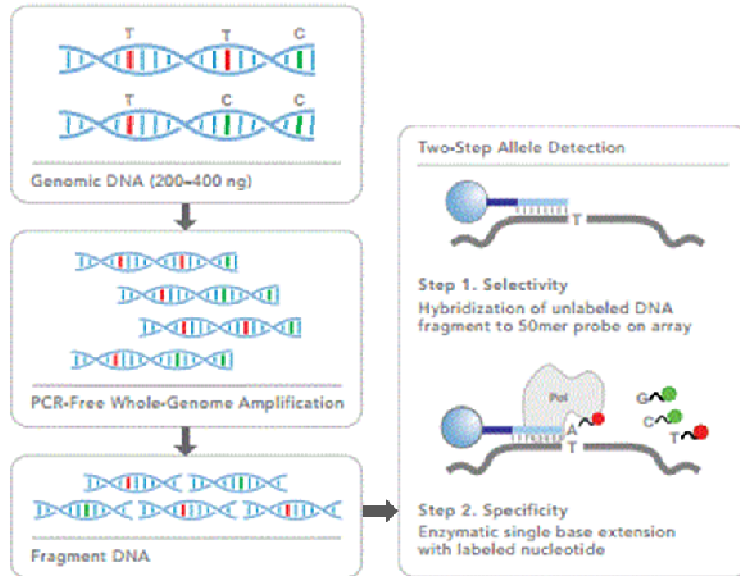 T T C
T C C
Genomic DNA (200–400 ng)
PCR-Free Whole-Genome Amplification
Fragment DNA
Two-Step Allele Detection
T
Step 1. Selectivity
Hybridization of unlabeled DNA
fragment to 50mer probe on array
Pol
G
C
A
T
T
Step 2. Specificity
Enzymatic single base extension
with labeled nucleotide